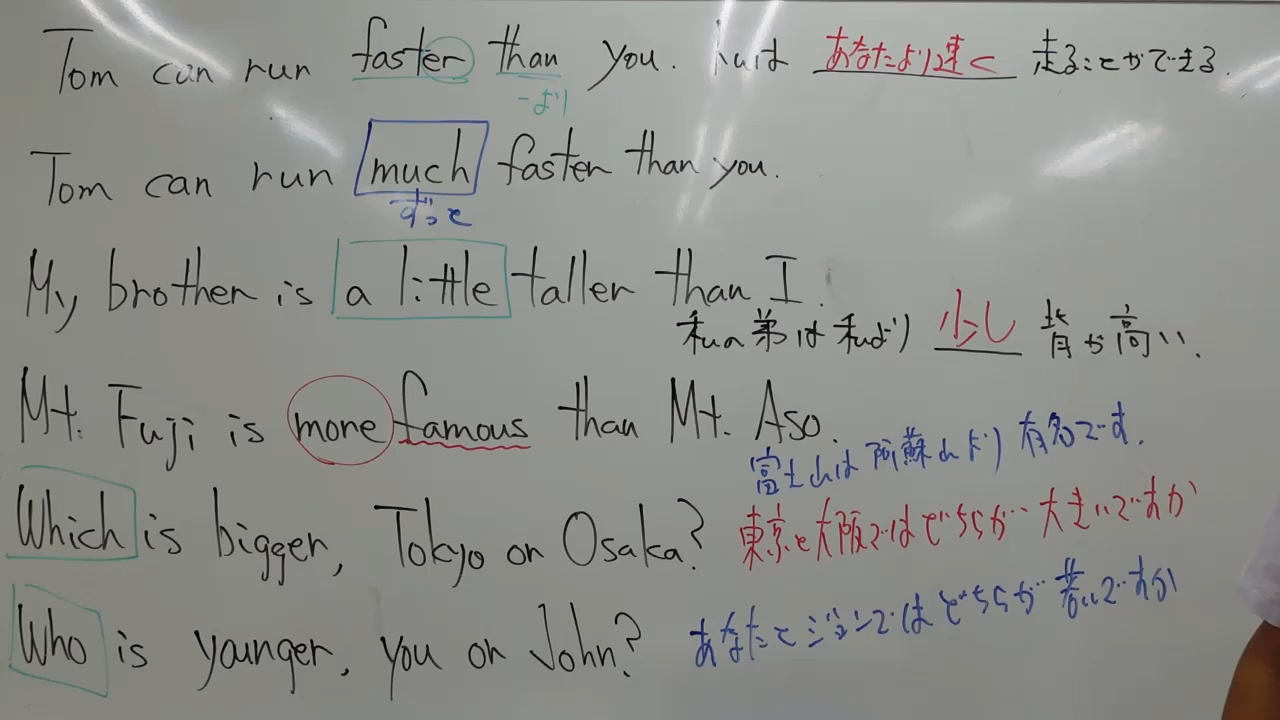 Tom can run faster than you. トムは あなたより速く 走ることができる.
-より
Tom can run much faster than you.
ずっと
My brother is a little taller than I.
私の弟は私より 少し 背が高い.
Mt. Fuji is more famous than Mt. Aso.
富士山は阿蘇山より有名です.
Which is bigger, Tokyo or Osaka? 東京と大阪ではどちらが大きいですか
Who is younger, you or John? あなたとジョンではどちらが若いですか